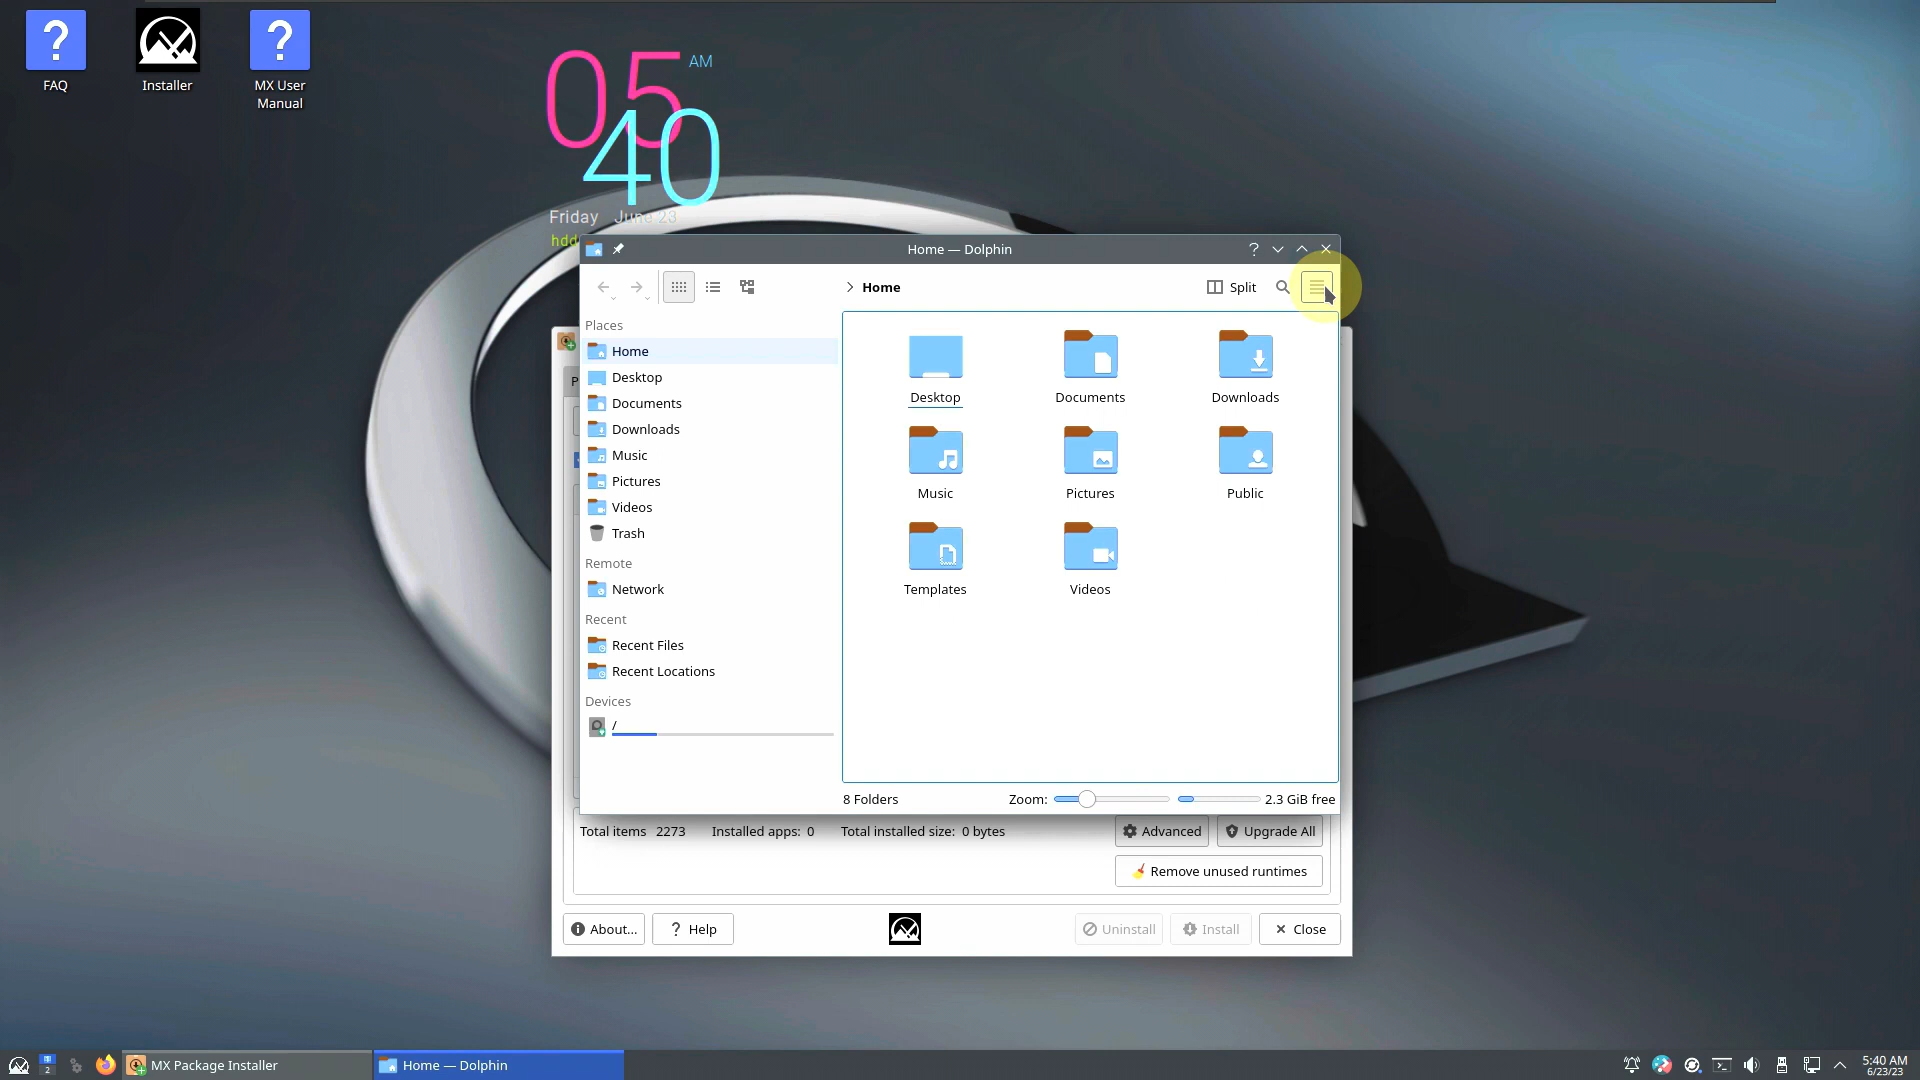 FAQ
Installer
MX User
Manual
05 AM
40
Friday June 23
hdd
Home — Dolphin
Home
Split
Places
Home
Desktop
Documents
Downloads
Music
Pictures
Videos
Trash
Remote
Network
Recent
Recent Files
Recent Locations
Devices
/
Desktop Documents Downloads
Music Pictures Public
Templates Videos
8 Folders Zoom: 2.3 GiB free
P
Total items 2273 Installed apps: 0 Total installed size: 0 bytes Advanced Upgrade All
Remove unused runtimes
About... ? Help Uninstall Install Close
2 MX Package Installer Home — Dolphin 5:40 AM
6/23/23